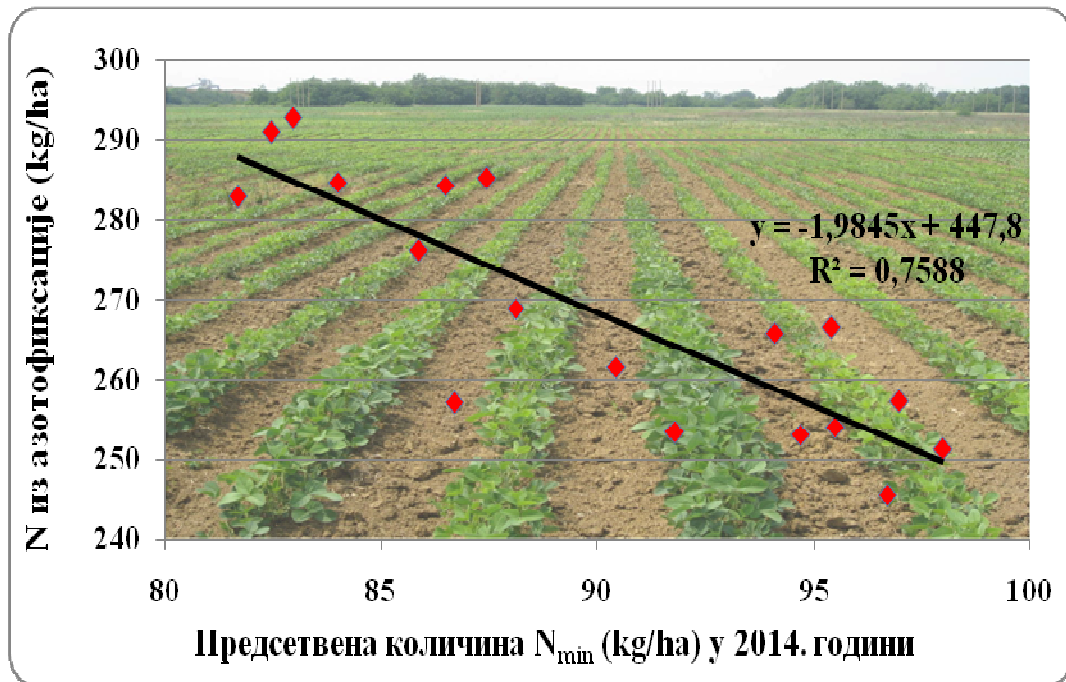 N из азотофиксације (kg/ha)
300
290
280
270
260
250
240
y = -1,9845x + 447,8
R² = 0,7588
80 85 90 95 100
Предсетвена количина Nmin (kg/ha) у 2014. години